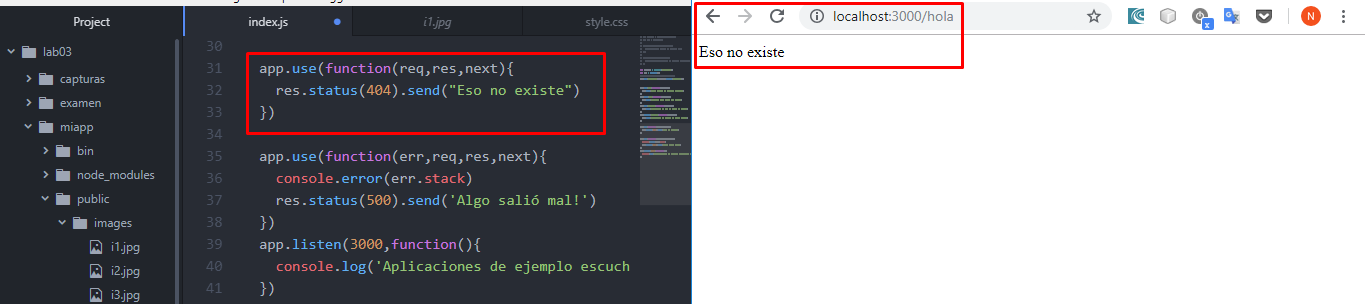 Project
lab03
capturas
examen
miapp
bin
node_modules
public
images
i1.jpg
i2.jpg
i3.jpg
index.js
i1.jpg
style.css
30
31 app.use(function(req,res,next){
32 res.status(404).send("Eso no existe")
33 })
34
35 app.use(function(err,req,res,next){
36 console.error(err.stack)
37 res.status(500).send('Algo salió mal!')
38 })
39 app.listen(3000,function(){
40 console.log('Aplicaciones de ejemplo escuch
41 })
localhost:3000/hola
N
Eso no existe